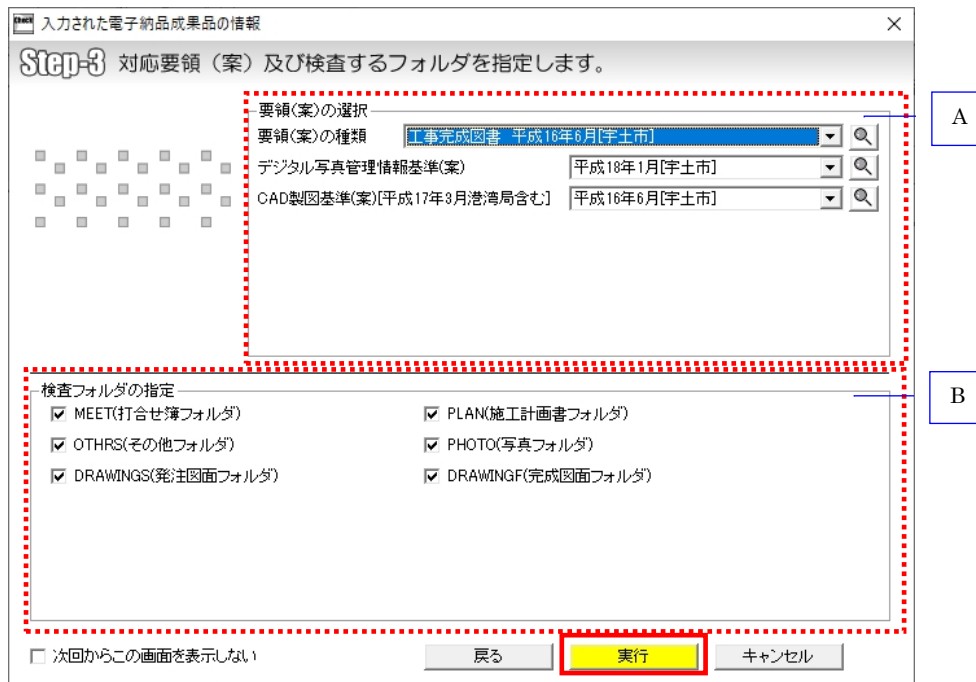 Check 入力された電子納品成果品の情報
Step-3 対応要領（案）及び検査するフォルダを指定します。
要領(案)の選択
要領(案)の種類 工事完成図書 平成16年6月[宇土市]
デジタル写真管理情報基準(案) 平成18年1月[宇土市]
CAD製図基準(案)[平成17年3月港湾局含む] 平成16年6月[宇土市]
A
検査フォルダの指定
MEET(打合せ簿フォルダ) PLAN(施工計画書フォルダ)
OTHRS(その他フォルダ) PHOTO(写真フォルダ)
DRAWINGS(発注図面フォルダ) DRAWINGF(完成図面フォルダ)
B
次回からこの画面を表示しない 戻る 実行 キャンセル